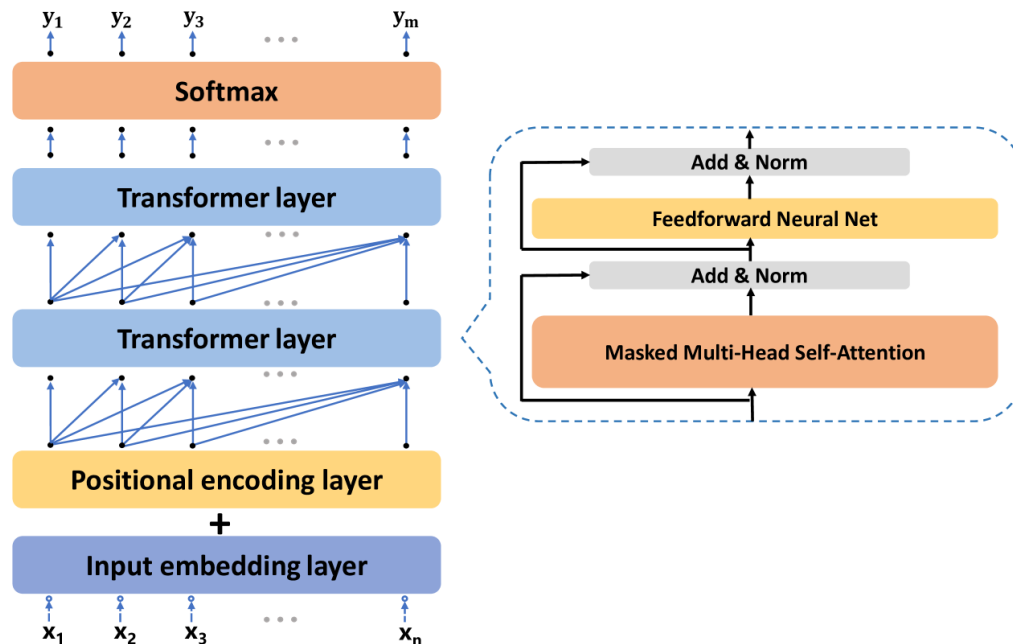 y1 y2 y3 ... ym
Softmax
...
Transformer layer
...
...
Transformer layer
...
...
Positional encoding layer
+
Input embedding layer
x1 x2 x3 ... xn
Add & Norm
Feedforward Neural Net
Add & Norm
Masked Multi-Head Self-Attention